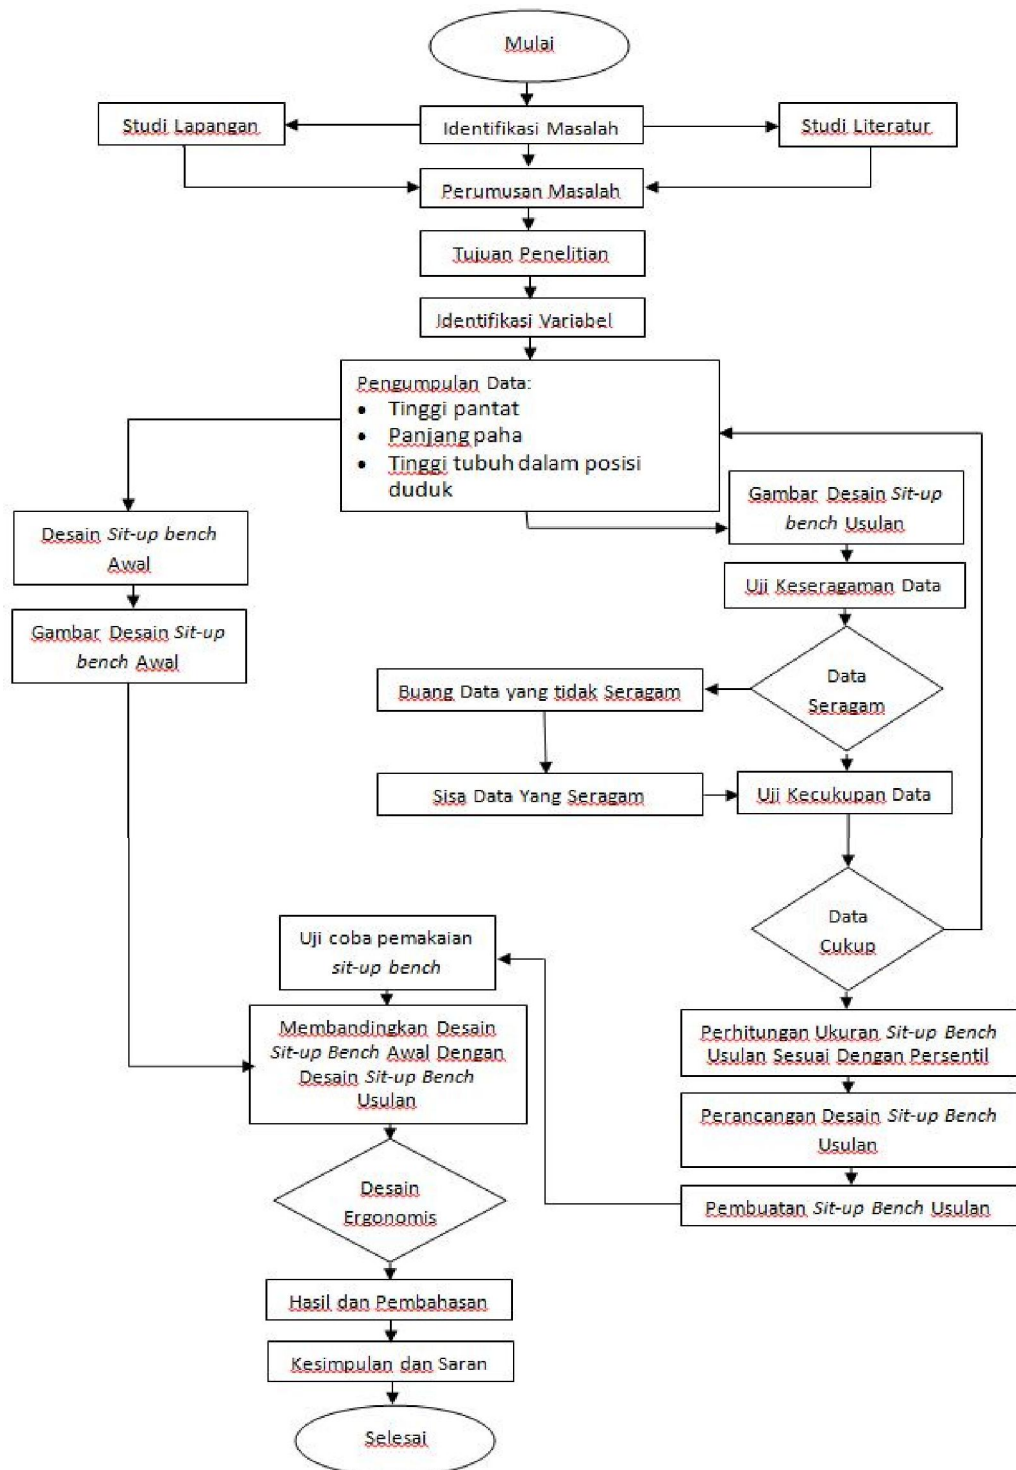 Mulai
Studi Lapangan
Identifikasi Masalah
Studi Literatur
Perumusan Masalah
Tujuan Penelitian
Identifikasi Variabel
Pengumpulan Data:
• Tinggi pantat
• Panjang paha
• Tinggi tubuh dalam posisi
duduk
Desain Sit-up bench
Awal
Gambar Desain Sit-up
bench Awal
Gambar Desain Sit-up
bench Usulan
Uji Keseragaman Data
Data
Seragam
Buang Data yang tidak Seragam
Sisa Data Yang Seragam
Uji Kecukupan Data
Data
Cukup
Perhitungan Ukuran Sit-up Bench
Usulan Sesuai Dengan Persentil
Perancangan Desain Sit-up Bench
Usulan
Pembuatan Sit-up Bench Usulan
Uji coba pemakaian
sit-up bench
Membandingkan Desain
Sit-up Bench Awal Dengan
Desain Sit-up Bench
Usulan
Desain
Ergonomis
Hasil dan Pembahasan
Kesimpulan dan Saran
Selesai